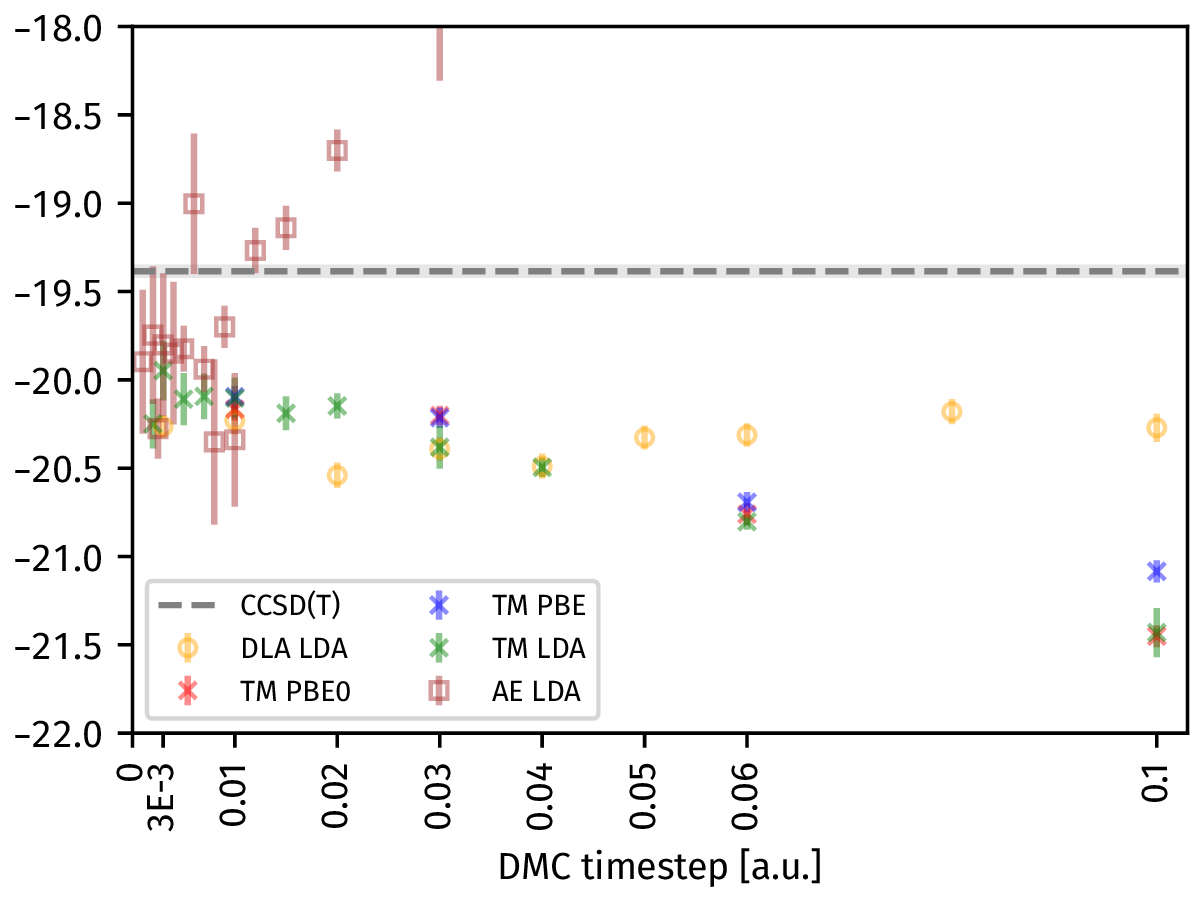 −18.0
−18.5
−19.0
−19.5
−20.0
−20.5
−21.0
−21.5
−22.0
CCSD(T)
DLA LDA
TM PBE0
TM PBE
TM LDA
AE LDA
0
3E-3
0.01
0.02
0.03
0.04
0.05
0.06
0.1
DMC timestep [a.u.]